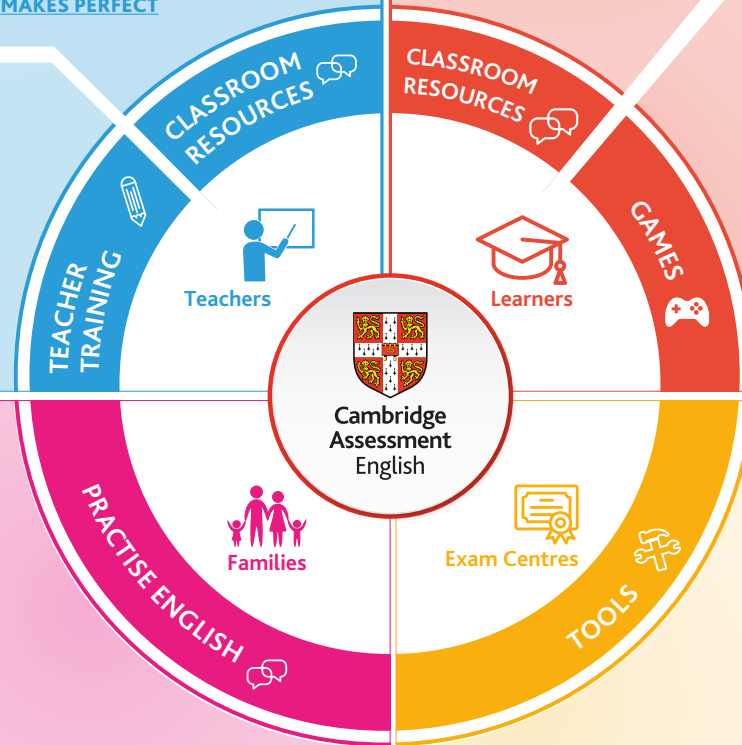 MAKES PERFECT
CLASSROOM
RESOURCES
CLASSROOM
RESOURCES
TEACHER
TRAINING
GAMES
Teachers
Learners
Cambridge
Assessment
English
Families
Exam Centres
PRACTISE ENGLISH
TOOLS